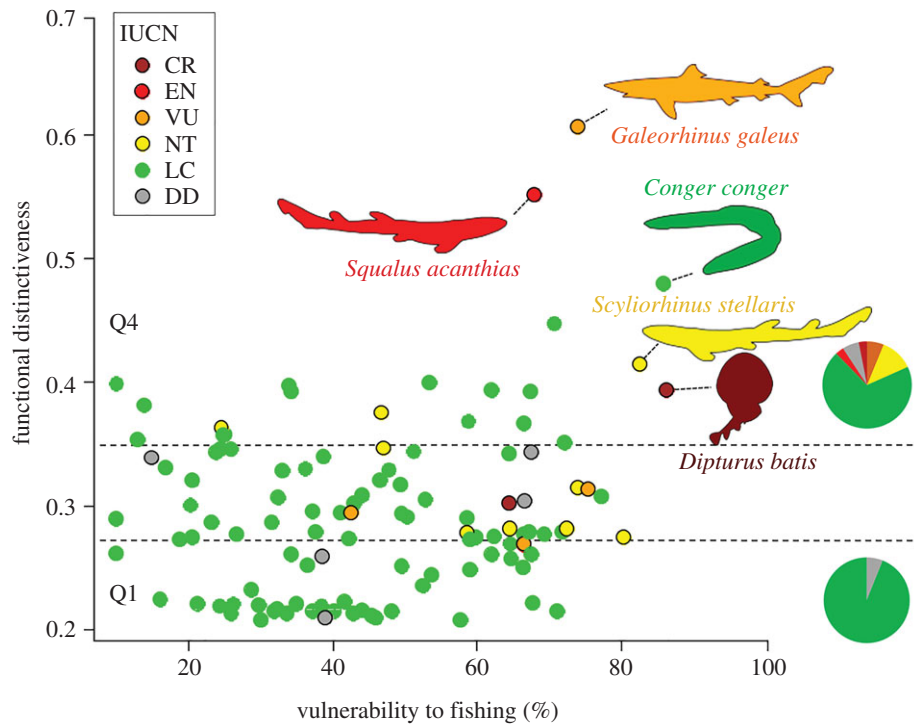 0.7
0.6
0.5
0.4
0.3
0.2
functional distinctiveness
IUCN
CR
EN
VU
NT
LC
DD
Galeorhinus galeus
Conger conger
Squalus acanthias
Scyliorhinus stellaris
Dipturus batis
Q4
Q1
20
40
60
80
100
vulnerability to fishing (%)